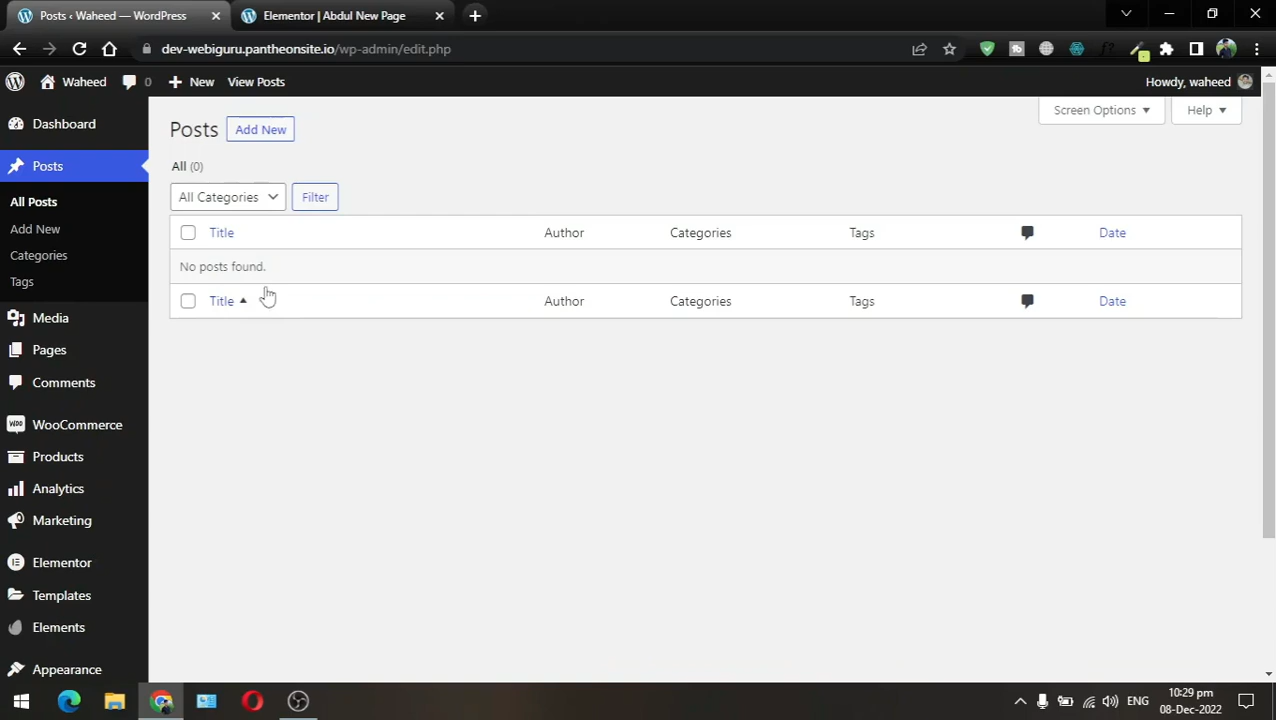 Posts ‹ Waheed — WordPress
Elementor | Abdul New Page
dev-webiguru.pantheonsite.io/wp-admin/edit.php
Waheed
0
New
View Posts
Howdy, waheed
Dashboard
Posts
All Posts
Add New
Categories
Tags
Media
Pages
Comments
WooCommerce
Products
Analytics
Marketing
Elementor
Templates
Elements
Appearance
Screen Options
Help
Posts
Add New
All (0)
All Categories
Filter
Title Author Categories Tags Date
No posts found.
Title Author Categories Tags Date
ENG
10:29 pm
08-Dec-2022